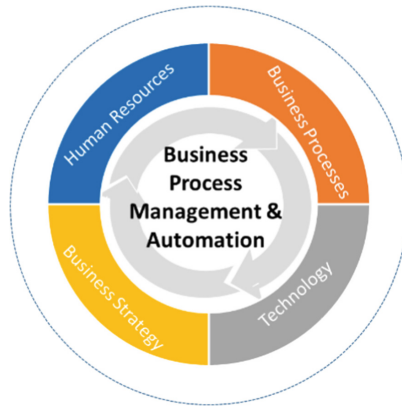 Human Resources
Business Processes
Business
Process
Management &
Automation
Business Strategy
Technology